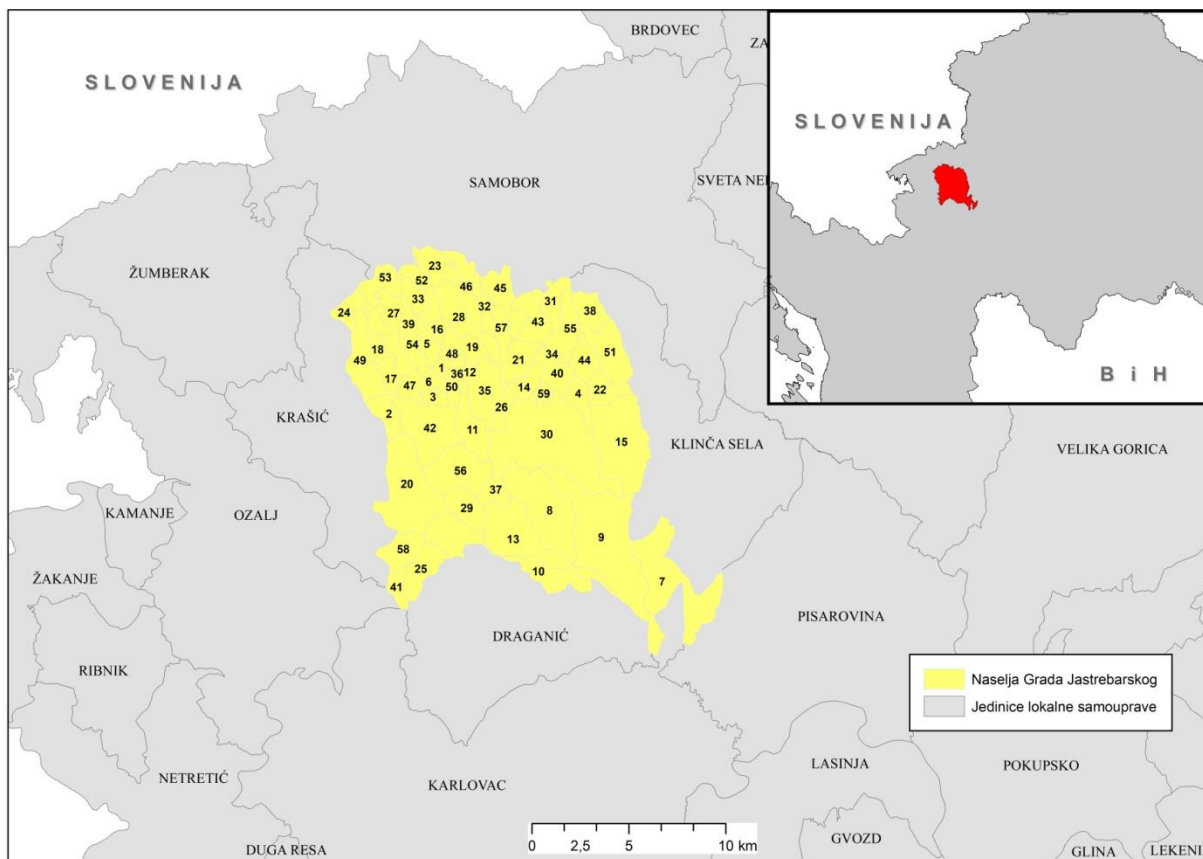 BRDOVEC
ZA
SLOVENIJA
SLOVENIJA
SAMOBOR
SVETA NE
ŽUMBERAK
BiH
23
53
52
46
45
31
24
33
32
38
27
28
43
39
16
57
55
18
54
5
48
19
49
1
21
34
44
51
36
12
40
17
47
6
50
35
14
59
4
22
3
26
2
KRAŠIĆ
42
11
30
15
KLINČA SELA
VELIKA GORICA
56
20
37
KAMANJE
OZALJ
29
8
13
9
58
25
10
7
41
ŽAKANJE
PISAROVINA
DRAGANIĆ
RIBNIK
Naselja Grada Jastrebarskog
Jedinice lokalne samouprave
NETRETIĆ
KARLOVAC
LASINJA
POKUPSKO
0 2,5 5 10 km
GVOZD
DUGA RESA
GLINA
LEKENI